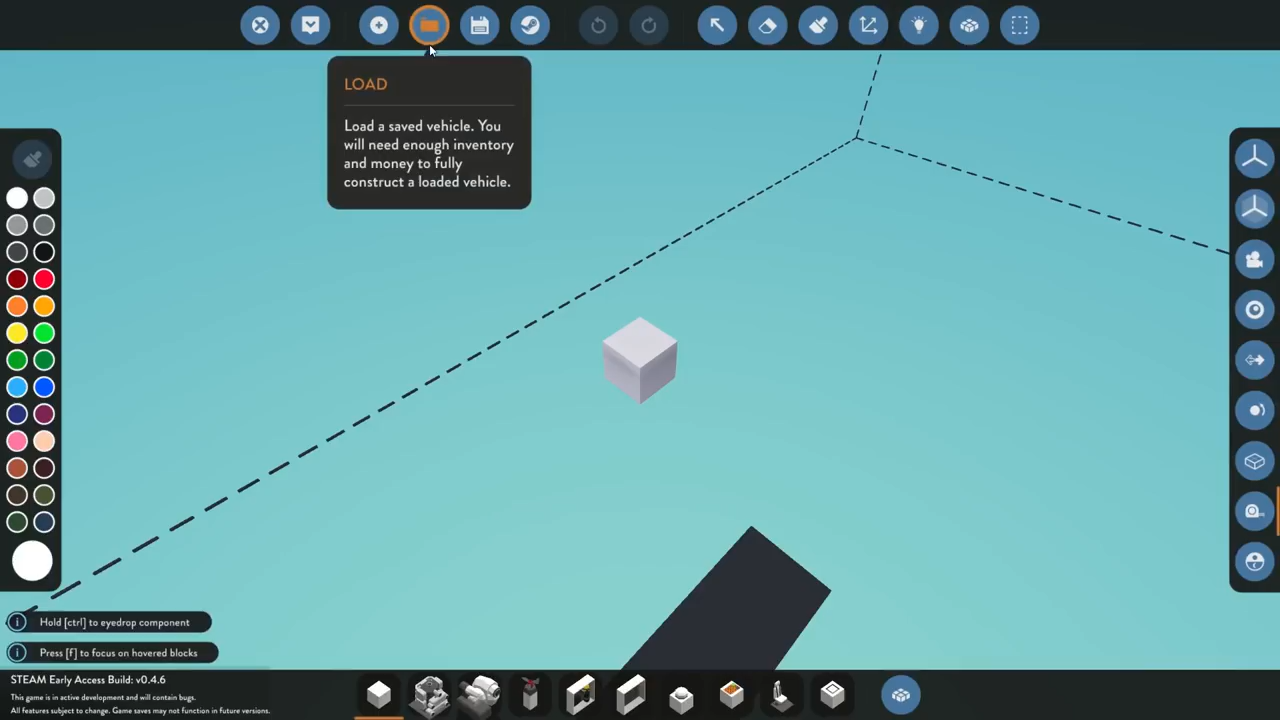 LOAD
Load a saved vehicle. You
will need enough inventory
and money to fully
construct a loaded vehicle.
Hold [ctrl] to eyedrop component
Press [f] to focus on hovered blocks
STEAM Early Access Build: v0.4.6
This game is in active development and will contain bugs.
All features subject to change. Game saves may not function in future versions.